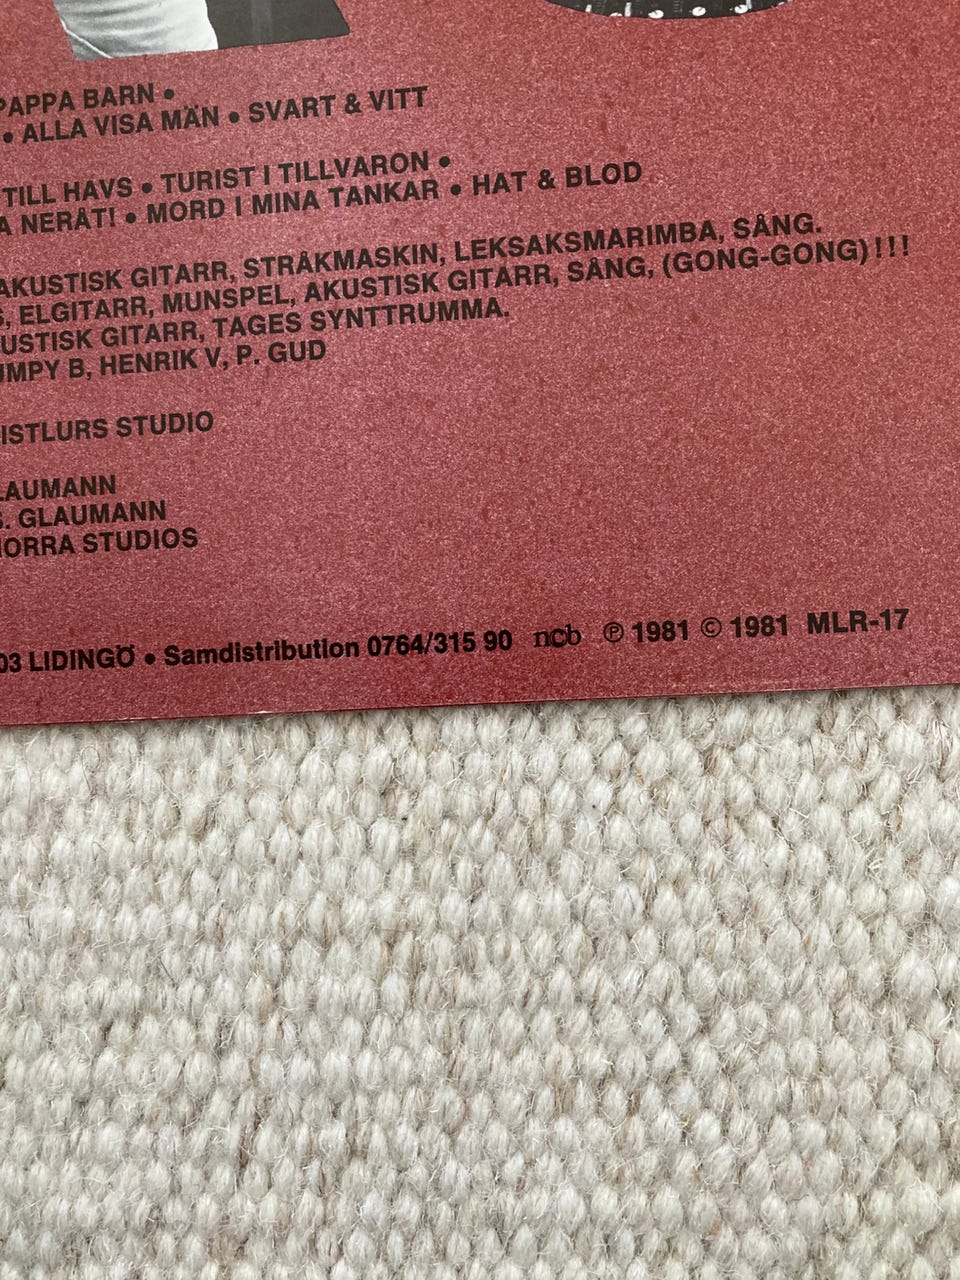 PAPPA BARN •
• ALLA VISA MÄN • SVART & VITT
TILL HAVS • TURIST I TILLVARON •
A NERÅT! • MORD I MINA TANKAR • HAT & BLOD
AKUSTISK GITARR, STRÅKMASKIN, LEKSAKSMARIMBA, SÅNG.
S, ELGITARR, MUNSPEL, AKUSTISK GITARR, SÅNG, (GONG-GONG)!!!
USTISK GITARR, TAGES SYNTTRUMMA.
UMPY B, HENRIK V, P. GUD
ISTLURS STUDIO
LAUMANN
S. GLAUMANN
NORRA STUDIOS
03 LIDINGÖ • Samdistribution 0764/315 90 ncb ℗ 1981 © 1981 MLR-17